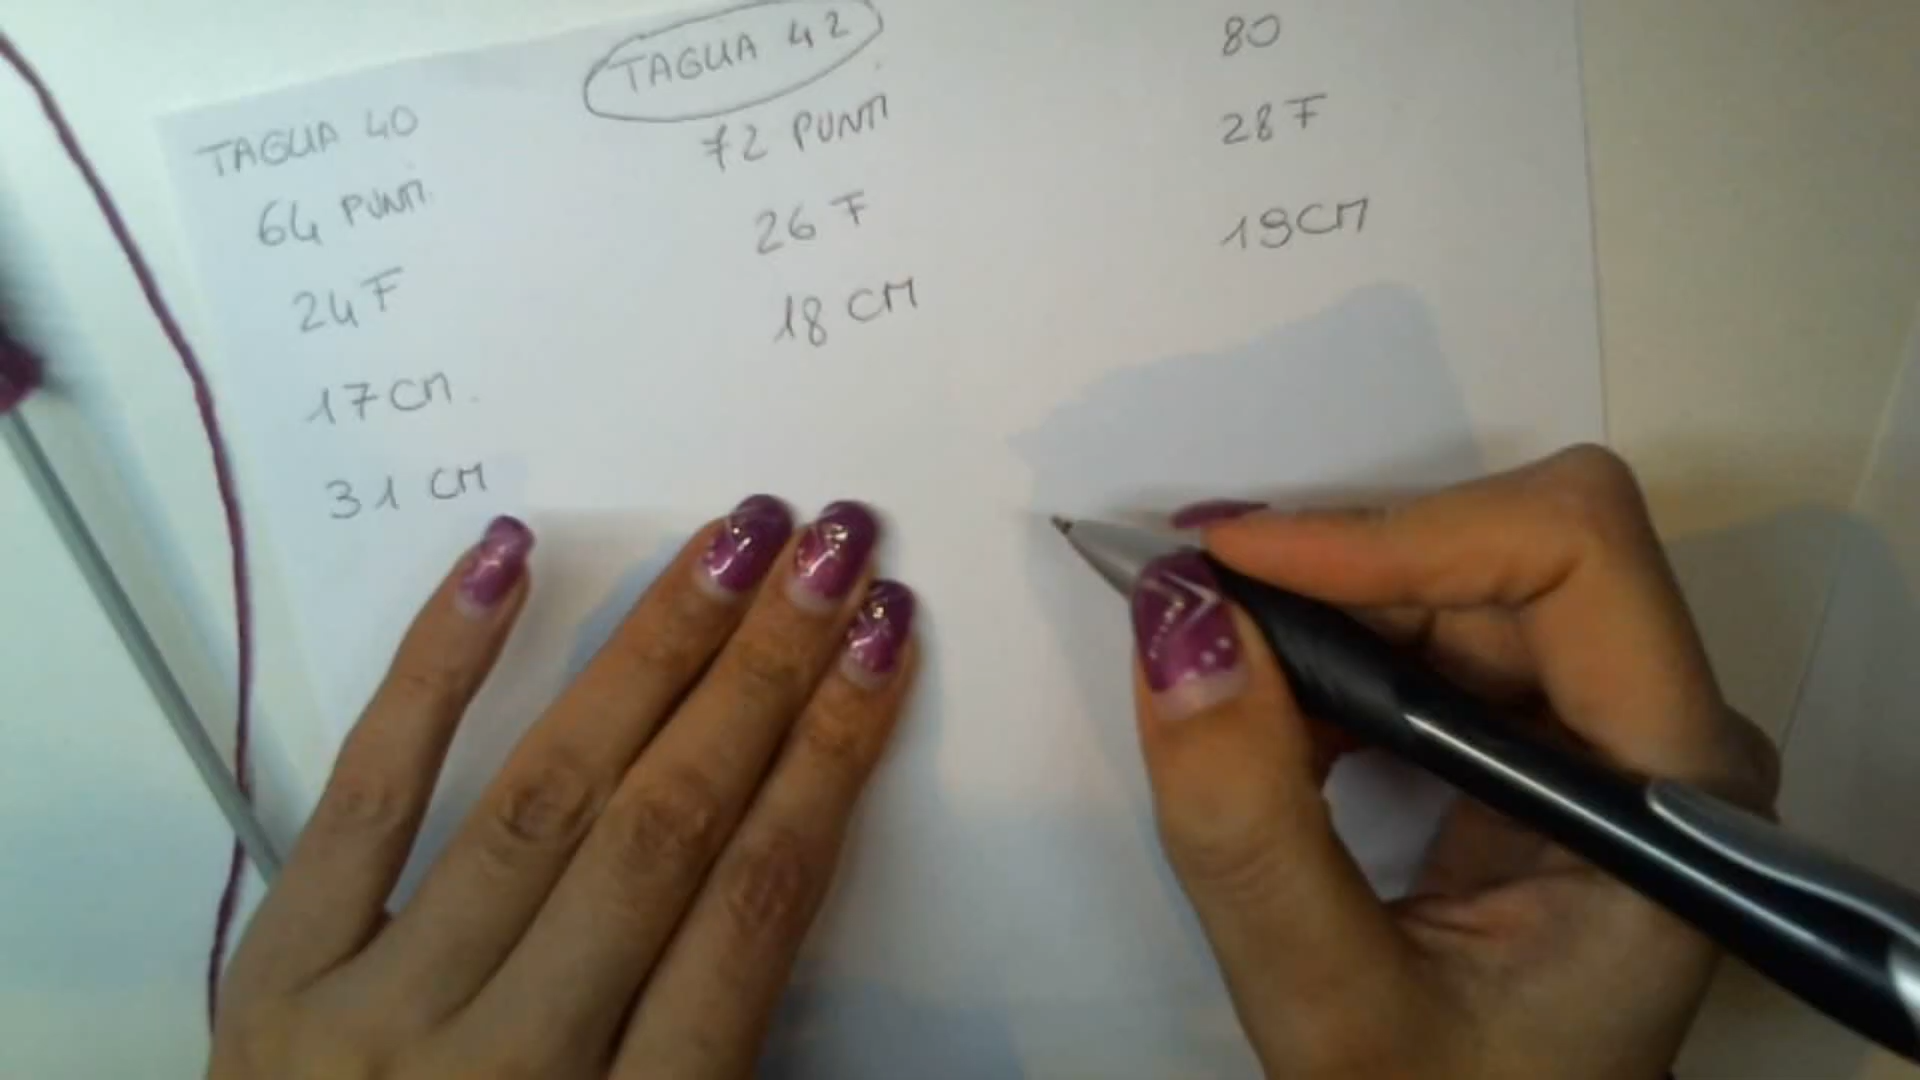 TAGLIA 40
64 PUNTI.
24 F
17 CM.
31 CM
TAGLIA 42
72 PUNTI
26 F
18 CM
80
28 F
19 CM